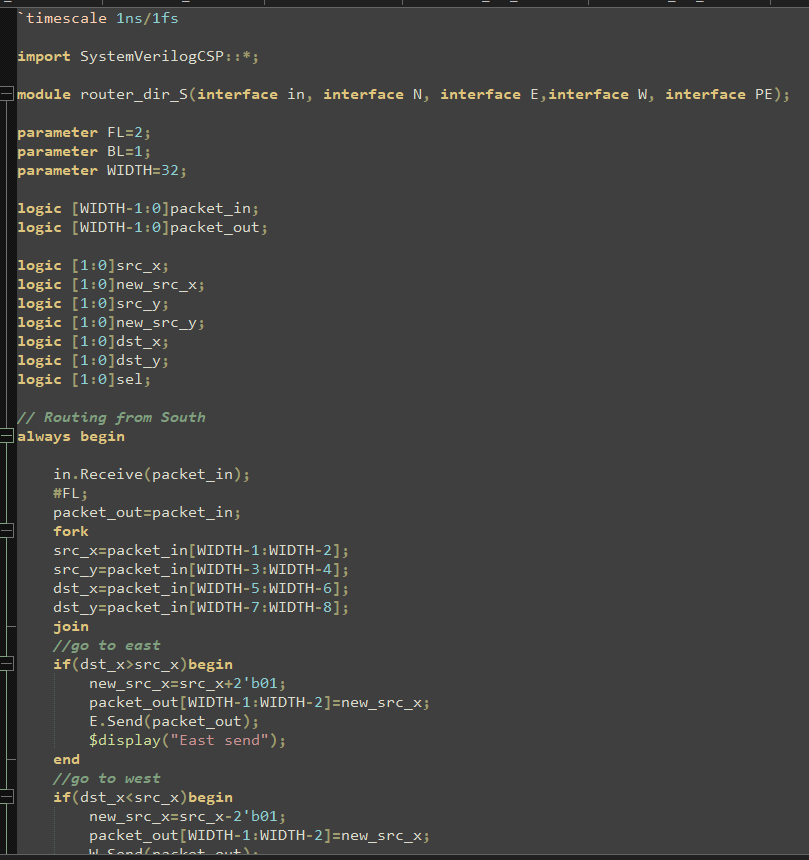 `timescale 1ns/1fs
import SystemVerilogCSP::*;
module router_dir_S(interface in, interface N, interface E,interface W, interface PE);
parameter FL=2;
parameter BL=1;
parameter WIDTH=32;
logic [WIDTH-1:0]packet_in;
logic [WIDTH-1:0]packet_out;
logic [1:0]src_x;
logic [1:0]new_src_x;
logic [1:0]src_y;
logic [1:0]new_src_y;
logic [1:0]dst_x;
logic [1:0]dst_y;
logic [1:0]sel;
// Routing from South
always begin
in.Receive(packet_in);
#FL;
packet_out=packet_in;
fork
src_x=packet_in[WIDTH-1:WIDTH-2];
src_y=packet_in[WIDTH-3:WIDTH-4];
dst_x=packet_in[WIDTH-5:WIDTH-6];
dst_y=packet_in[WIDTH-7:WIDTH-8];
join
//go to east
if(dst_x>src_x)begin
new_src_x=src_x+2'b01;
packet_out[WIDTH-1:WIDTH-2]=new_src_x;
E.Send(packet_out);
$display("East send");
end
//go to west
if(dst_x<src_x)begin
new_src_x=src_x-2'b01;
packet_out[WIDTH-1:WIDTH-2]=new_src_x;
W.Send(packet_out);